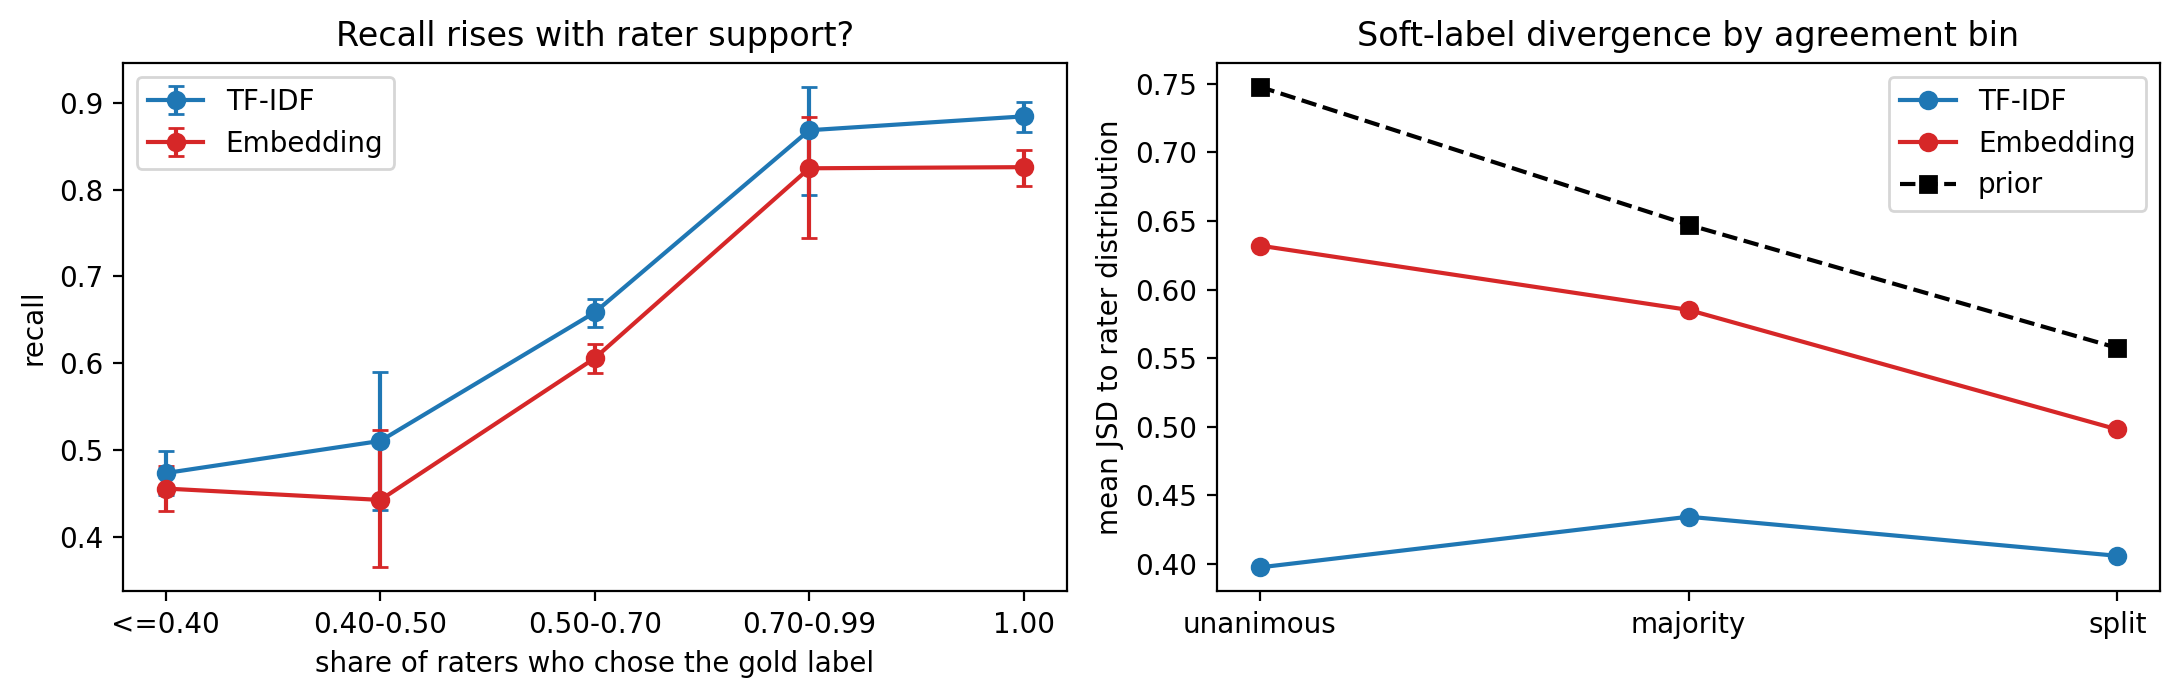 Recall rises with rater support?
TF-IDF
Embedding
0.9
0.8
0.7
0.6
0.5
0.4
recall
<=0.40
0.40-0.50
0.50-0.70
0.70-0.99
1.00
share of raters who chose the gold label
Soft-label divergence by agreement bin
TF-IDF
Embedding
prior
0.75
0.70
0.65
0.60
0.55
0.50
0.45
0.40
mean JSD to rater distribution
unanimous
majority
split